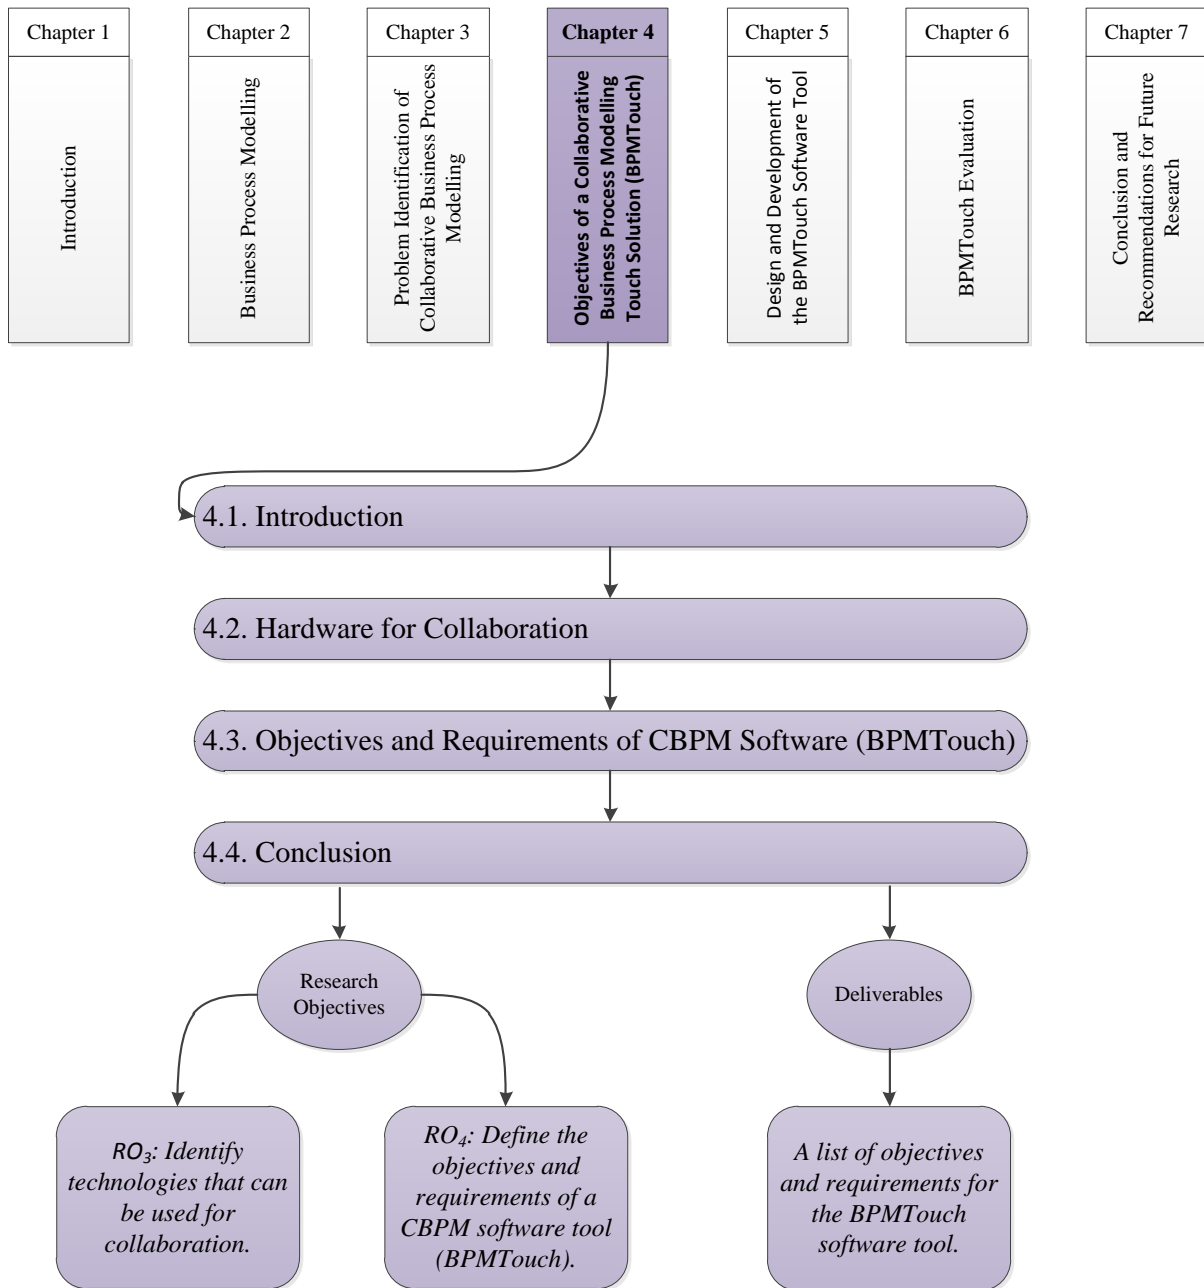 Chapter 1
Introduction
Chapter 2
Business Process Modelling
Chapter 3
Problem Identification of
Collaborative Business Process
Modelling
Chapter 4
Objectives of a Collaborative
Business Process Modelling
Touch Solution (BPMTouch)
Chapter 5
Design and Development of
the BPMTouch Software Tool
Chapter 6
BPMTouch Evaluation
Chapter 7
Conclusion and
Recommendations for Future
Research
4.1. Introduction
4.2. Hardware for Collaboration
4.3. Objectives and Requirements of CBPM Software (BPMTouch)
4.4. Conclusion
Research
Objectives
Deliverables
RO₃: Identify
technologies that can
be used for
collaboration.
RO₄: Define the
objectives and
requirements of a
CBPM software tool
(BPMTouch).
A list of objectives
and requirements for
the BPMTouch
software tool.